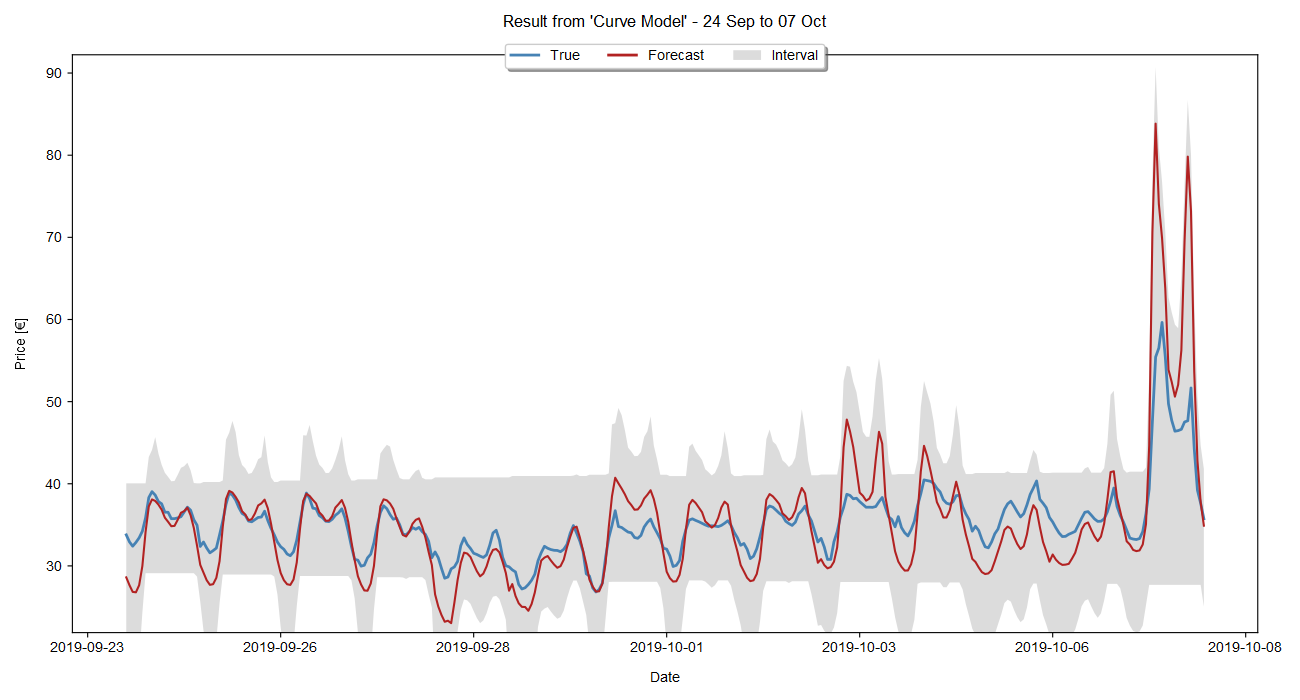 Result from 'Curve Model' - 24 Sep to 07 Oct
True Forecast Interval
90
80
70
60
50
40
30
Price [€]
2019-09-23 2019-09-26 2019-09-28 2019-10-01 2019-10-03 2019-10-06 2019-10-08
Date